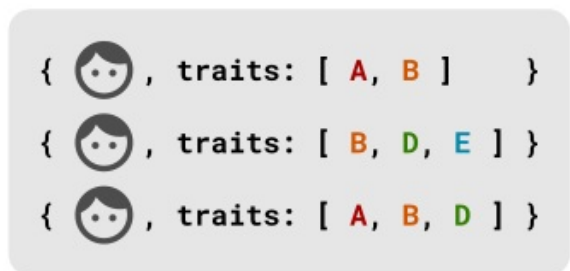 { , traits: [ A, B ] }
{ , traits: [ B, D, E ] }
{ , traits: [ A, B, D ] }